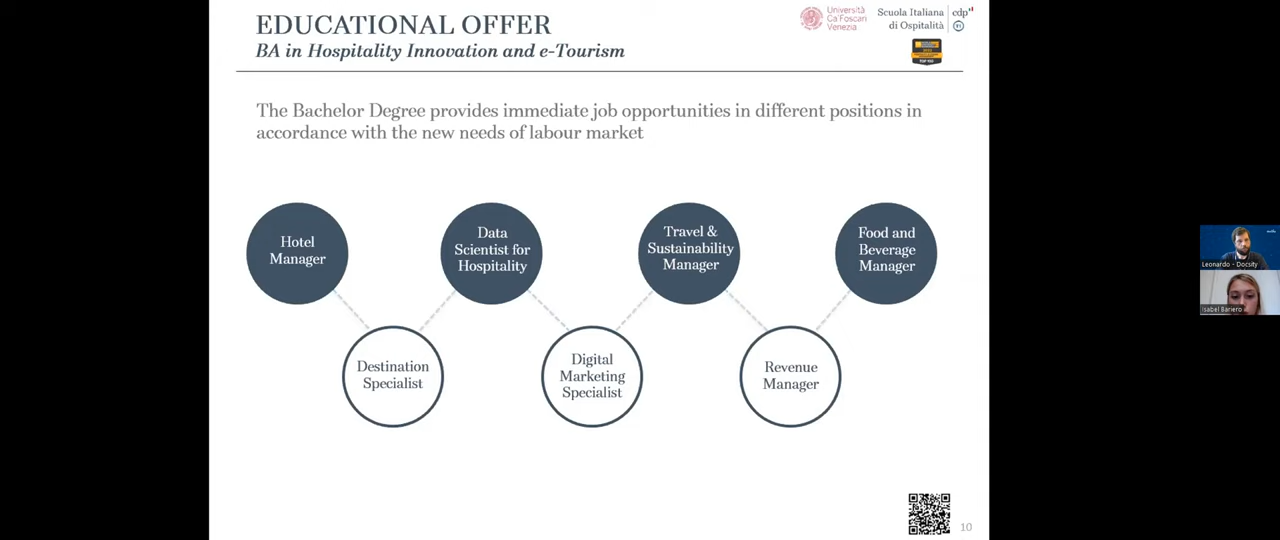 EDUCATIONAL OFFER
BA in Hospitality Innovation and e-Tourism
Università
Ca'Foscari
Venezia
Scuola Italiana
di Ospitalità
cdp
The Bachelor Degree provides immediate job opportunities in different positions in
accordance with the new needs of labour market
Hotel
Manager
Data
Scientist for
Hospitality
Travel &
Sustainability
Manager
Food and
Beverage
Manager
Destination
Specialist
Digital
Marketing
Specialist
Revenue
Manager
10
Leonardo - Docsity
Isabel Bariero